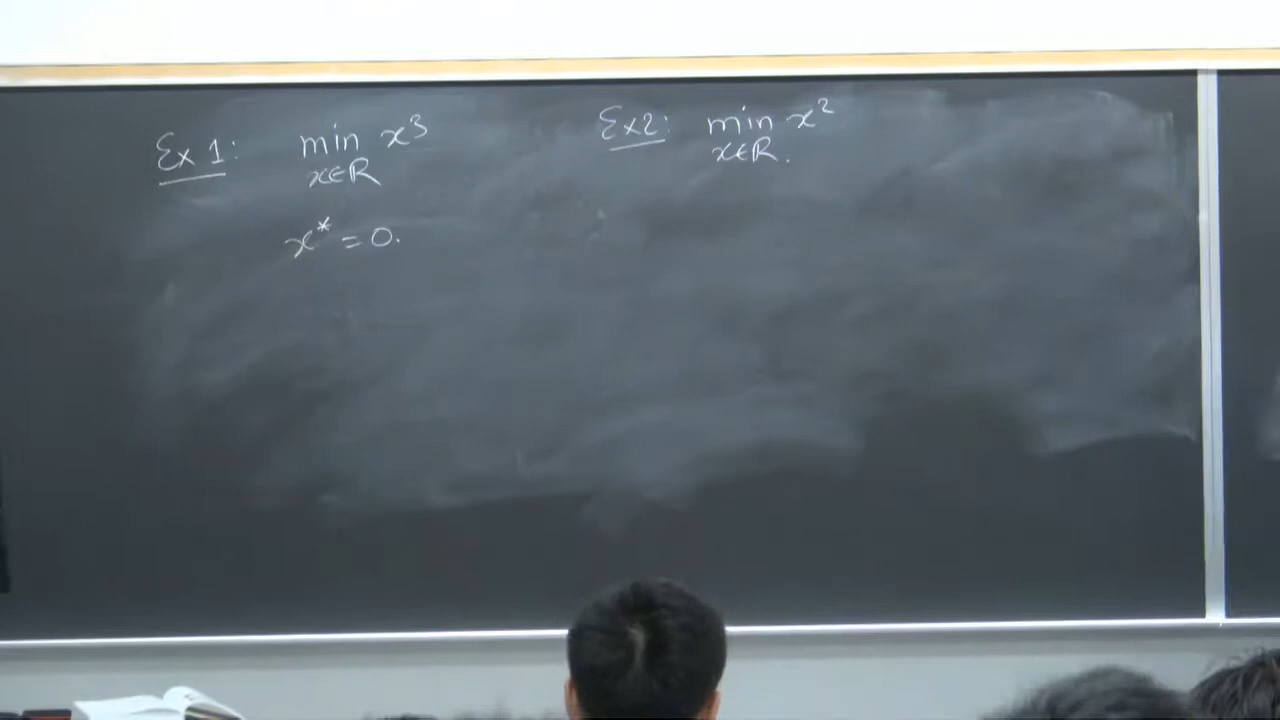 Ex 1: min x³
x∈R
x* = 0.
Ex2: min x²
x∈R.